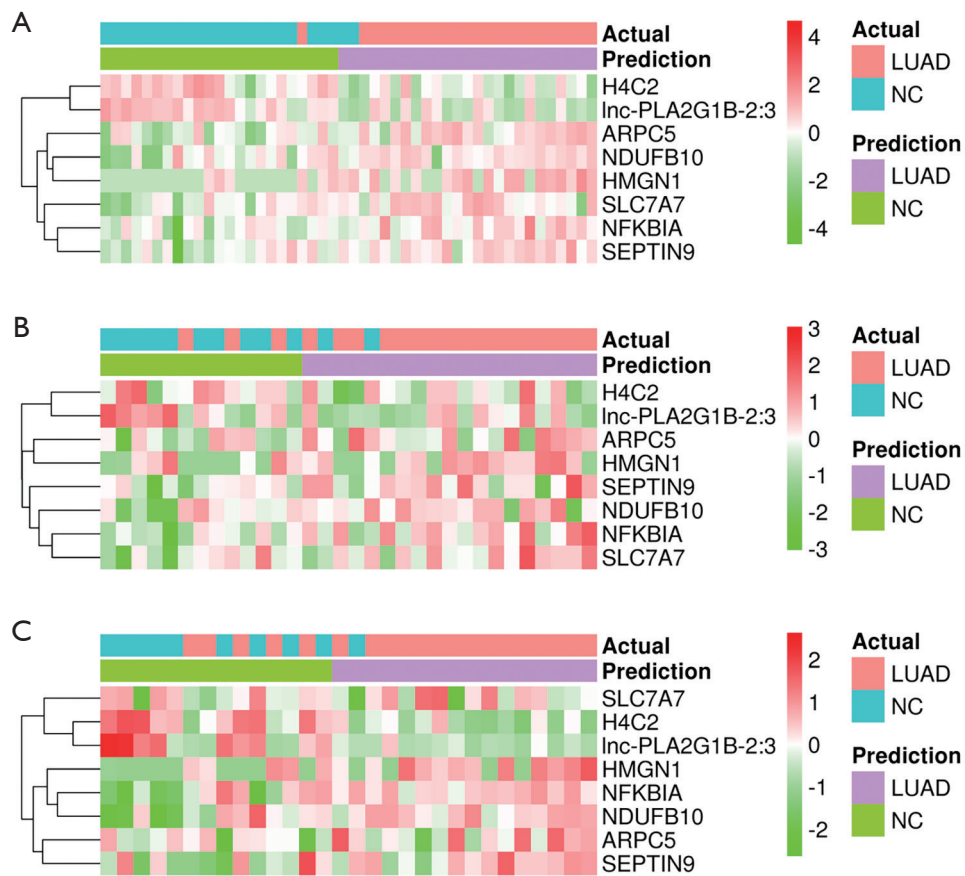 A
Actual
Prediction
H4C2
lnc-PLA2G1B-2:3
ARPC5
NDUFB10
HMGN1
SLC7A7
NFKBIA
SEPTIN9
4
2
0
-2
-4
Actual
LUAD
NC
Prediction
LUAD
NC
B
Actual
Prediction
H4C2
lnc-PLA2G1B-2:3
ARPC5
HMGN1
SEPTIN9
NDUFB10
NFKBIA
SLC7A7
3
2
1
0
-1
-2
-3
Actual
LUAD
NC
Prediction
LUAD
NC
C
Actual
Prediction
SLC7A7
H4C2
lnc-PLA2G1B-2:3
HMGN1
NFKBIA
NDUFB10
ARPC5
SEPTIN9
2
1
0
-1
-2
Actual
LUAD
NC
Prediction
LUAD
NC